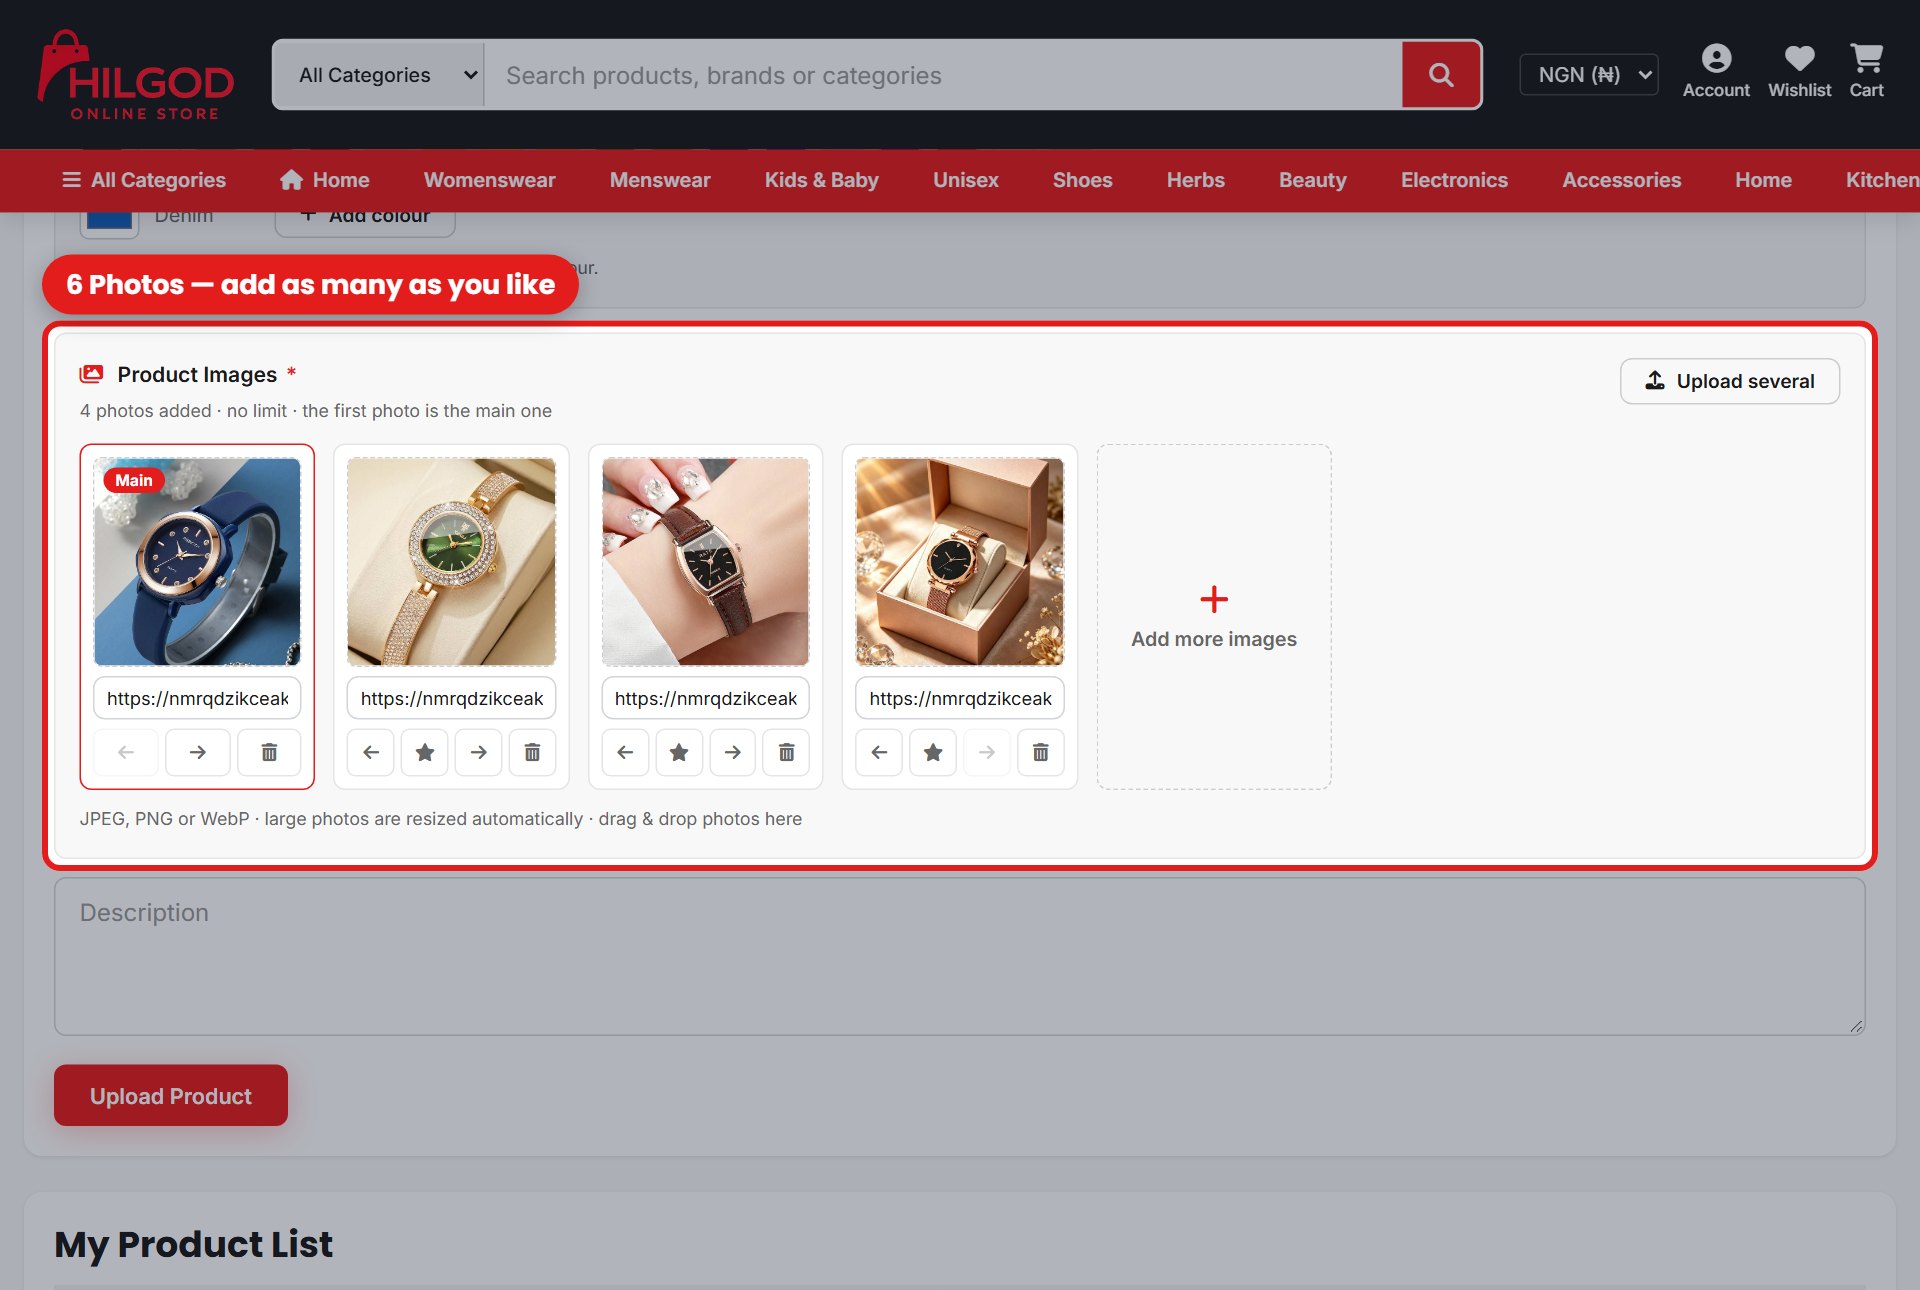 HILGOD
ONLINE STORE
All Categories
Search products, brands or categories
NGN (₦)
Account
Wishlist
Cart
All Categories
Home
Womenswear
Menswear
Kids & Baby
Unisex
Shoes
Herbs
Beauty
Electronics
Accessories
Home
Kitchen
Denim
+ Add colour
our.
6 Photos — add as many as you like
Product Images *
4 photos added · no limit · the first photo is the main one
Upload several
Main
https://nmrqdzikceak
https://nmrqdzikceak
https://nmrqdzikceak
https://nmrqdzikceak
Add more images
JPEG, PNG or WebP · large photos are resized automatically · drag & drop photos here
Description
Upload Product
My Product List